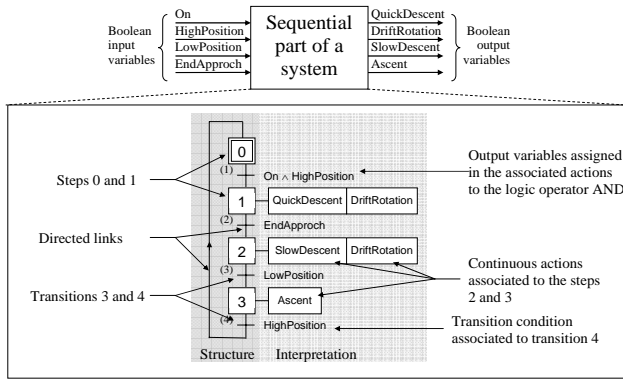 On
HighPosition
LowPosition
EndApproch
Boolean
input
variables
Sequential
part of a
system
QuickDescent
DriftRotation
SlowDescent
Ascent
Boolean
output
variables
0
(1)
On ∧ HighPosition
Output variables assigned
in the associated actions
to the logic operator AND
Steps 0 and 1
1
QuickDescent
DriftRotation
(2)
EndApproch
Directed links
2
SlowDescent
DriftRotation
(3)
LowPosition
Continuous actions
associated to the steps
2 and 3
Transitions 3 and 4
3
Ascent
(4)
HighPosition
Transition condition
associated to transition 4
Structure
Interpretation